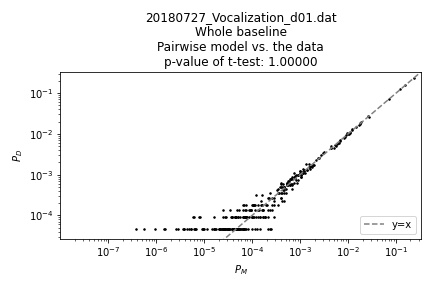 20180727_Vocalization_d01.dat
Whole baseline
Pairwise model vs. the data
p-value of t-test: 1.00000
P_D
10^-1
10^-2
10^-3
10^-4
y=x
10^-7 10^-6 10^-5 10^-4 10^-3 10^-2 10^-1
P_M